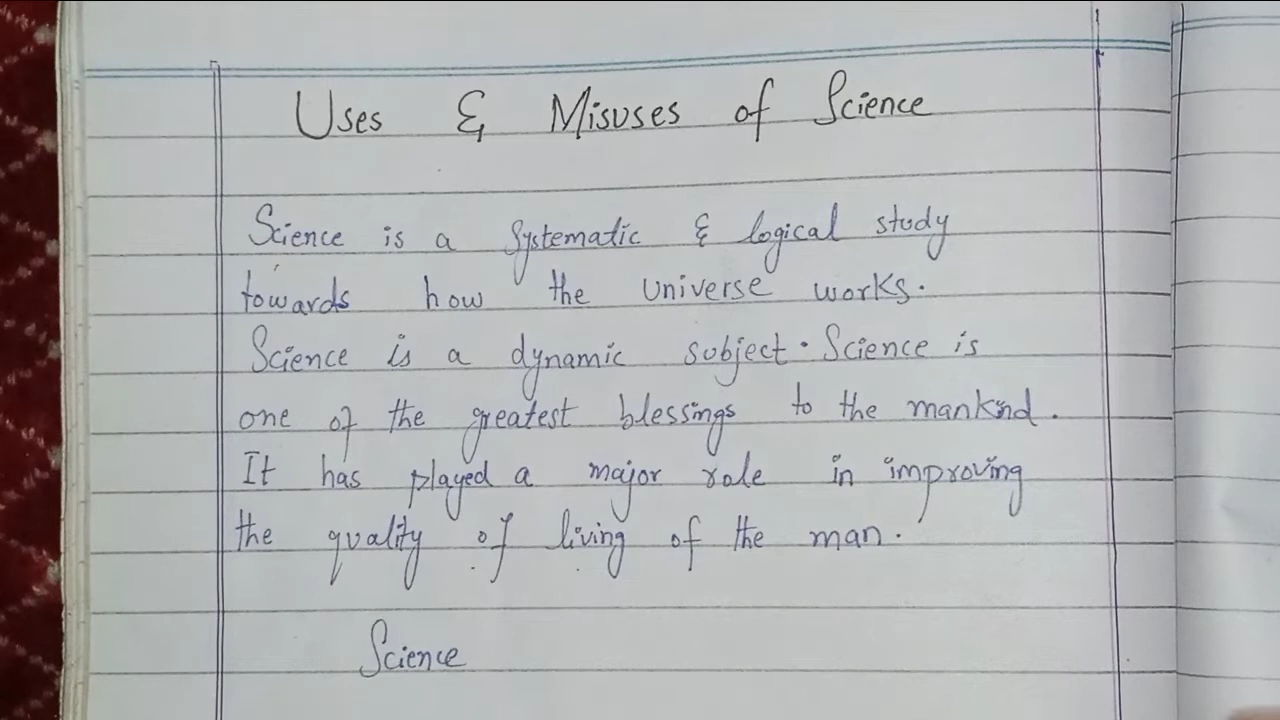 Uses & Misuses of Science
Science is a Systematic & logical study
towards how the universe works.
Science is a dynamic subject. Science is
one of the greatest blessings to the mankind.
It has played a major role in improving
the quality of living of the man.
Science